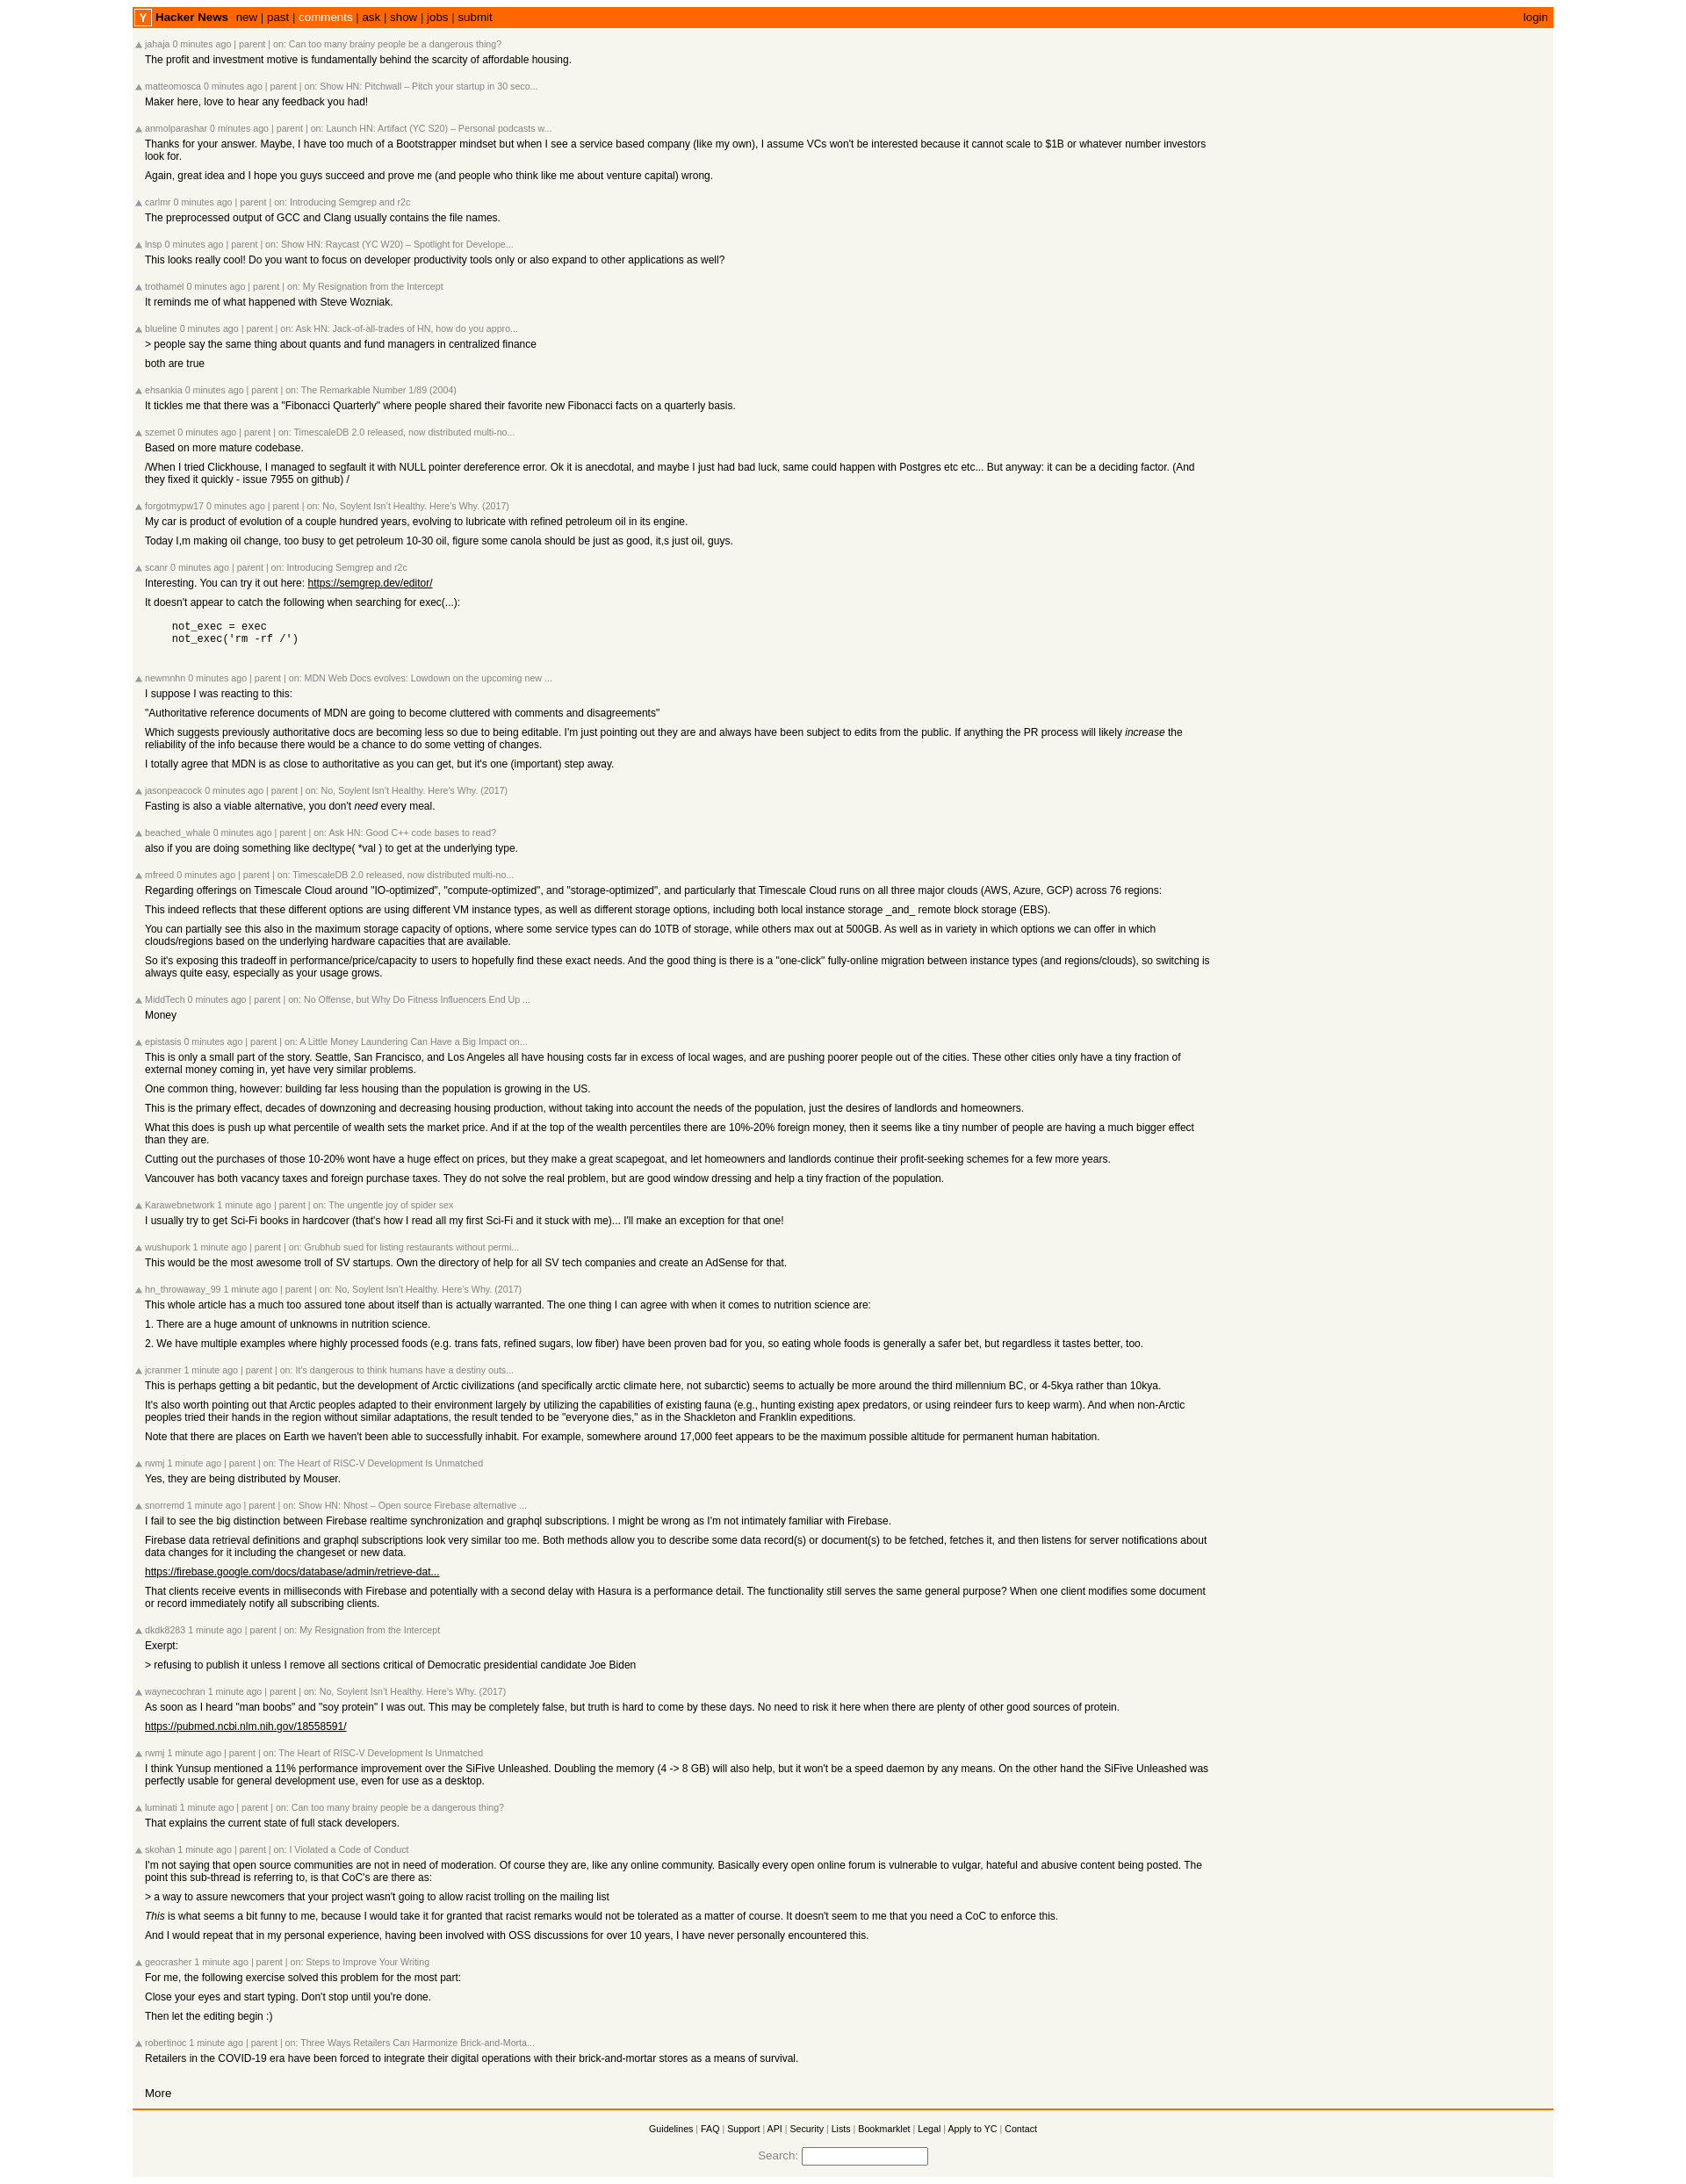 Y Hacker News new | past | comments | ask | show | jobs | submit login
jahaja 0 minutes ago | parent | on: Can too many brainy people be a dangerous thing?
The profit and investment motive is fundamentally behind the scarcity of affordable housing.
matteomosca 0 minutes ago | parent | on: Show HN: Pitchwall – Pitch your startup in 30 seco...
Maker here, love to hear any feedback you had!
anmolparashar 0 minutes ago | parent | on: Launch HN: Artifact (YC S20) – Personal podcasts w...
Thanks for your answer. Maybe, I have too much of a Bootstrapper mindset but when I see a service based company (like my own), I assume VCs won't be interested because it cannot scale to $1B or whatever number investors
look for.
Again, great idea and I hope you guys succeed and prove me (and people who think like me about venture capital) wrong.
carlmr 0 minutes ago | parent | on: Introducing Semgrep and r2c
The preprocessed output of GCC and Clang usually contains the file names.
lnsp 0 minutes ago | parent | on: Show HN: Raycast (YC W20) – Spotlight for Develope...
This looks really cool! Do you want to focus on developer productivity tools only or also expand to other applications as well?
trothamel 0 minutes ago | parent | on: My Resignation from the Intercept
It reminds me of what happened with Steve Wozniak.
blueline 0 minutes ago | parent | on: Ask HN: Jack-of-all-trades of HN, how do you appro...
> people say the same thing about quants and fund managers in centralized finance
both are true
ehsankia 0 minutes ago | parent | on: The Remarkable Number 1/89 (2004)
It tickles me that there was a "Fibonacci Quarterly" where people shared their favorite new Fibonacci facts on a quarterly basis.
szemet 0 minutes ago | parent | on: TimescaleDB 2.0 released, now distributed multi-no...
Based on more mature codebase.
/When I tried Clickhouse, I managed to segfault it with NULL pointer dereference error. Ok it is anecdotal, and maybe I just had bad luck, same could happen with Postgres etc etc... But anyway: it can be a deciding factor. (And
they fixed it quickly - issue 7955 on github) /
forgotmypw17 0 minutes ago | parent | on: No, Soylent Isn't Healthy. Here's Why. (2017)
My car is product of evolution of a couple hundred years, evolving to lubricate with refined petroleum oil in its engine.
Today I,m making oil change, too busy to get petroleum 10-30 oil, figure some canola should be just as good, it,s just oil, guys.
scanr 0 minutes ago | parent | on: Introducing Semgrep and r2c
Interesting. You can try it out here: https://semgrep.dev/editor/
It doesn't appear to catch the following when searching for exec(...):
not_exec = exec
not_exec('rm -rf /')
newmnhn 0 minutes ago | parent | on: MDN Web Docs evolves: Lowdown on the upcoming new ...
I suppose I was reacting to this:
"Authoritative reference documents of MDN are going to become cluttered with comments and disagreements"
Which suggests previously authoritative docs are becoming less so due to being editable. I'm just pointing out they are and always have been subject to edits from the public. If anything the PR process will likely increase the
reliability of the info because there would be a chance to do some vetting of changes.
I totally agree that MDN is as close to authoritative as you can get, but it's one (important) step away.
jasonpeacock 0 minutes ago | parent | on: No, Soylent Isn't Healthy. Here's Why. (2017)
Fasting is also a viable alternative, you don't need every meal.
beached_whale 0 minutes ago | parent | on: Ask HN: Good C++ code bases to read?
also if you are doing something like decltype( *val ) to get at the underlying type.
mfreed 0 minutes ago | parent | on: TimescaleDB 2.0 released, now distributed multi-no...
Regarding offerings on Timescale Cloud around "IO-optimized", "compute-optimized", and "storage-optimized", and particularly that Timescale Cloud runs on all three major clouds (AWS, Azure, GCP) across 76 regions:
This indeed reflects that these different options are using different VM instance types, as well as different storage options, including both local instance storage _and_ remote block storage (EBS).
You can partially see this also in the maximum storage capacity of options, where some service types can do 10TB of storage, while others max out at 500GB. As well as in variety in which options we can offer in which
clouds/regions based on the underlying hardware capacities that are available.
So it's exposing this tradeoff in performance/price/capacity to users to hopefully find these exact needs. And the good thing is there is a "one-click" fully-online migration between instance types (and regions/clouds), so switching is
always quite easy, especially as your usage grows.
MiddTech 0 minutes ago | parent | on: No Offense, but Why Do Fitness Influencers End Up ...
Money
epistasis 0 minutes ago | parent | on: A Little Money Laundering Can Have a Big Impact on...
This is only a small part of the story. Seattle, San Francisco, and Los Angeles all have housing costs far in excess of local wages, and are pushing poorer people out of the cities. These other cities only have a tiny fraction of
external money coming in, yet have very similar problems.
One common thing, however: building far less housing than the population is growing in the US.
This is the primary effect, decades of downzoning and decreasing housing production, without taking into account the needs of the population, just the desires of landlords and homeowners.
What this does is push up what percentile of wealth sets the market price. And if at the top of the wealth percentiles there are 10%-20% foreign money, then it seems like a tiny number of people are having a much bigger effect
than they are.
Cutting out the purchases of those 10-20% wont have a huge effect on prices, but they make a great scapegoat, and let homeowners and landlords continue their profit-seeking schemes for a few more years.
Vancouver has both vacancy taxes and foreign purchase taxes. They do not solve the real problem, but are good window dressing and help a tiny fraction of the population.
Karawebnetwork 1 minute ago | parent | on: The ungentle joy of spider sex
I usually try to get Sci-Fi books in hardcover (that's how I read all my first Sci-Fi and it stuck with me)... I'll make an exception for that one!
wushupork 1 minute ago | parent | on: Grubhub sued for listing restaurants without permi...
This would be the most awesome troll of SV startups. Own the directory of help for all SV tech companies and create an AdSense for that.
hn_throwaway_99 1 minute ago | parent | on: No, Soylent Isn't Healthy. Here's Why. (2017)
This whole article has a much too assured tone about itself than is actually warranted. The one thing I can agree with when it comes to nutrition science are:
1. There are a huge amount of unknowns in nutrition science.
2. We have multiple examples where highly processed foods (e.g. trans fats, refined sugars, low fiber) have been proven bad for you, so eating whole foods is generally a safer bet, but regardless it tastes better, too.
jcranmer 1 minute ago | parent | on: It's dangerous to think humans have a destiny outs...
This is perhaps getting a bit pedantic, but the development of Arctic civilizations (and specifically arctic climate here, not subarctic) seems to actually be more around the third millennium BC, or 4-5kya rather than 10kya.
It's also worth pointing out that Arctic peoples adapted to their environment largely by utilizing the capabilities of existing fauna (e.g., hunting existing apex predators, or using reindeer furs to keep warm). And when non-Arctic
peoples tried their hands in the region without similar adaptations, the result tended to be "everyone dies," as in the Shackleton and Franklin expeditions.
Note that there are places on Earth we haven't been able to successfully inhabit. For example, somewhere around 17,000 feet appears to be the maximum possible altitude for permanent human habitation.
rwmj 1 minute ago | parent | on: The Heart of RISC-V Development Is Unmatched
Yes, they are being distributed by Mouser.
snorremd 1 minute ago | parent | on: Show HN: Nhost – Open source Firebase alternative ...
I fail to see the big distinction between Firebase realtime synchronization and graphql subscriptions. I might be wrong as I'm not intimately familiar with Firebase.
Firebase data retrieval definitions and graphql subscriptions look very similar too me. Both methods allow you to describe some data record(s) or document(s) to be fetched, fetches it, and then listens for server notifications about
data changes for it including the changeset or new data.
https://firebase.google.com/docs/database/admin/retrieve-dat...
That clients receive events in milliseconds with Firebase and potentially with a second delay with Hasura is a performance detail. The functionality still serves the same general purpose? When one client modifies some document
or record immediately notify all subscribing clients.
dkdk8283 1 minute ago | parent | on: My Resignation from the Intercept
Exerpt:
> refusing to publish it unless I remove all sections critical of Democratic presidential candidate Joe Biden
waynecochran 1 minute ago | parent | on: No, Soylent Isn't Healthy. Here's Why. (2017)
As soon as I heard "man boobs" and "soy protein" I was out. This may be completely false, but truth is hard to come by these days. No need to risk it here when there are plenty of other good sources of protein.
https://pubmed.ncbi.nlm.nih.gov/18558591/
rwmj 1 minute ago | parent | on: The Heart of RISC-V Development Is Unmatched
I think Yunsup mentioned a 11% performance improvement over the SiFive Unleashed. Doubling the memory (4 -> 8 GB) will also help, but it won't be a speed daemon by any means. On the other hand the SiFive Unleashed was
perfectly usable for general development use, even for use as a desktop.
luminati 1 minute ago | parent | on: Can too many brainy people be a dangerous thing?
That explains the current state of full stack developers.
skohan 1 minute ago | parent | on: I Violated a Code of Conduct
I'm not saying that open source communities are not in need of moderation. Of course they are, like any online community. Basically every open online forum is vulnerable to vulgar, hateful and abusive content being posted. The
point this sub-thread is referring to, is that CoC's are there as:
> a way to assure newcomers that your project wasn't going to allow racist trolling on the mailing list
This is what seems a bit funny to me, because I would take it for granted that racist remarks would not be tolerated as a matter of course. It doesn't seem to me that you need a CoC to enforce this.
And I would repeat that in my personal experience, having been involved with OSS discussions for over 10 years, I have never personally encountered this.
geocrasher 1 minute ago | parent | on: Steps to Improve Your Writing
For me, the following exercise solved this problem for the most part:
Close your eyes and start typing. Don't stop until you're done.
Then let the editing begin :)
robertinoc 1 minute ago | parent | on: Three Ways Retailers Can Harmonize Brick-and-Morta...
Retailers in the COVID-19 era have been forced to integrate their digital operations with their brick-and-mortar stores as a means of survival.
More
Guidelines | FAQ | Support | API | Security | Lists | Bookmarklet | Legal | Apply to YC | Contact
Search: